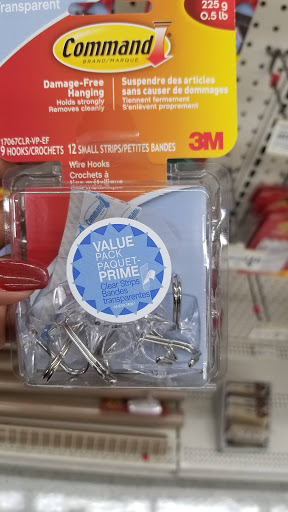 Transparent
225 g
0.5 lb
Command
BRAND/MARQUE
Damage-Free
Hanging
Holds strongly
Removes cleanly
Suspendre des articles
sans causer de dommages
Tiennent fermement
S'enlèvent proprement
17067CLR-VP-EF
9 HOOKS/CROCHETS 12 SMALL STRIPS/PETITES BANDES
Wire Hooks
Crochets à
3M
VALUE
PACK
PAQUET-
PRIME
Clear Strips
Bandes
transparentes